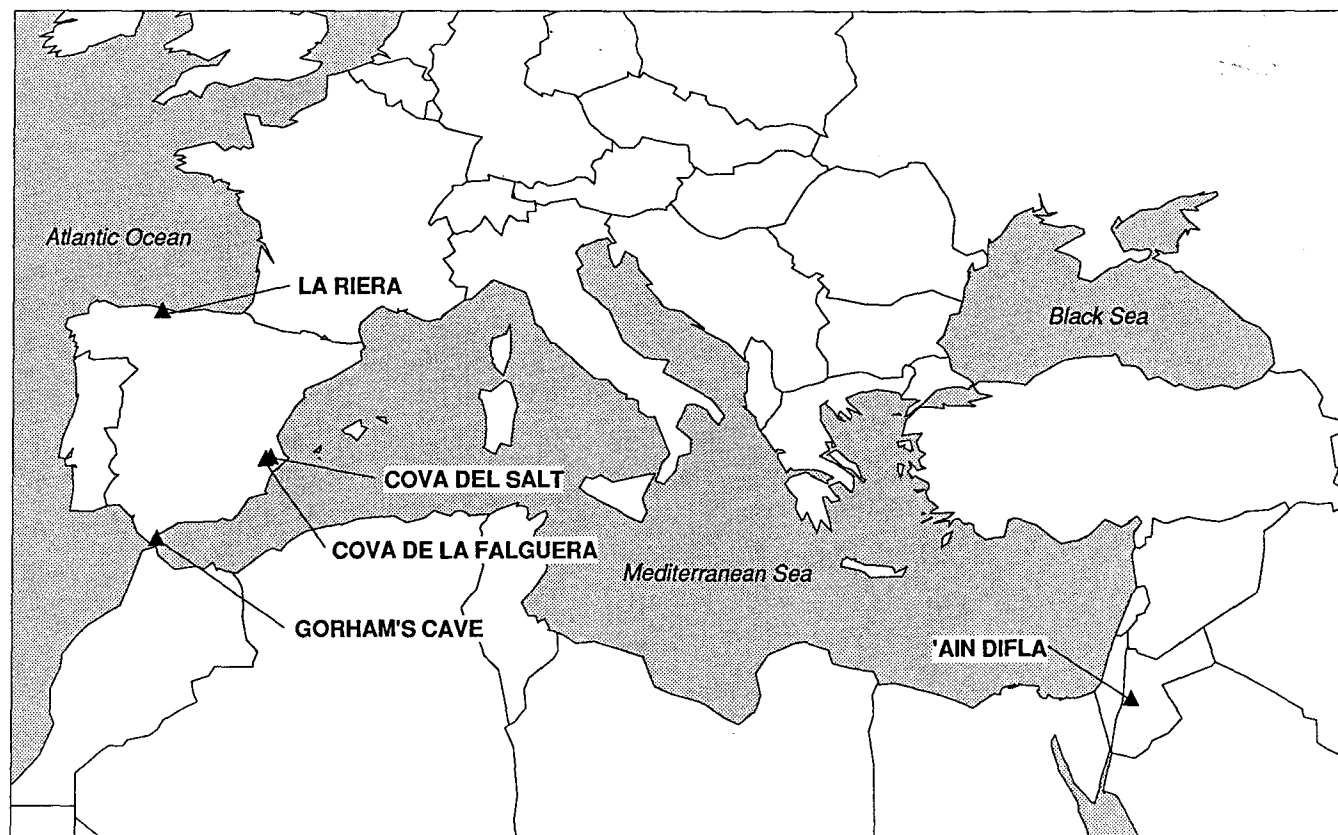 Atlantic Ocean
LA RIERA
Black Sea
COVA DEL SALT
COVA DE LA FALGUERA
Mediterranean Sea
GORHAM'S CAVE
'AIN DIFLA